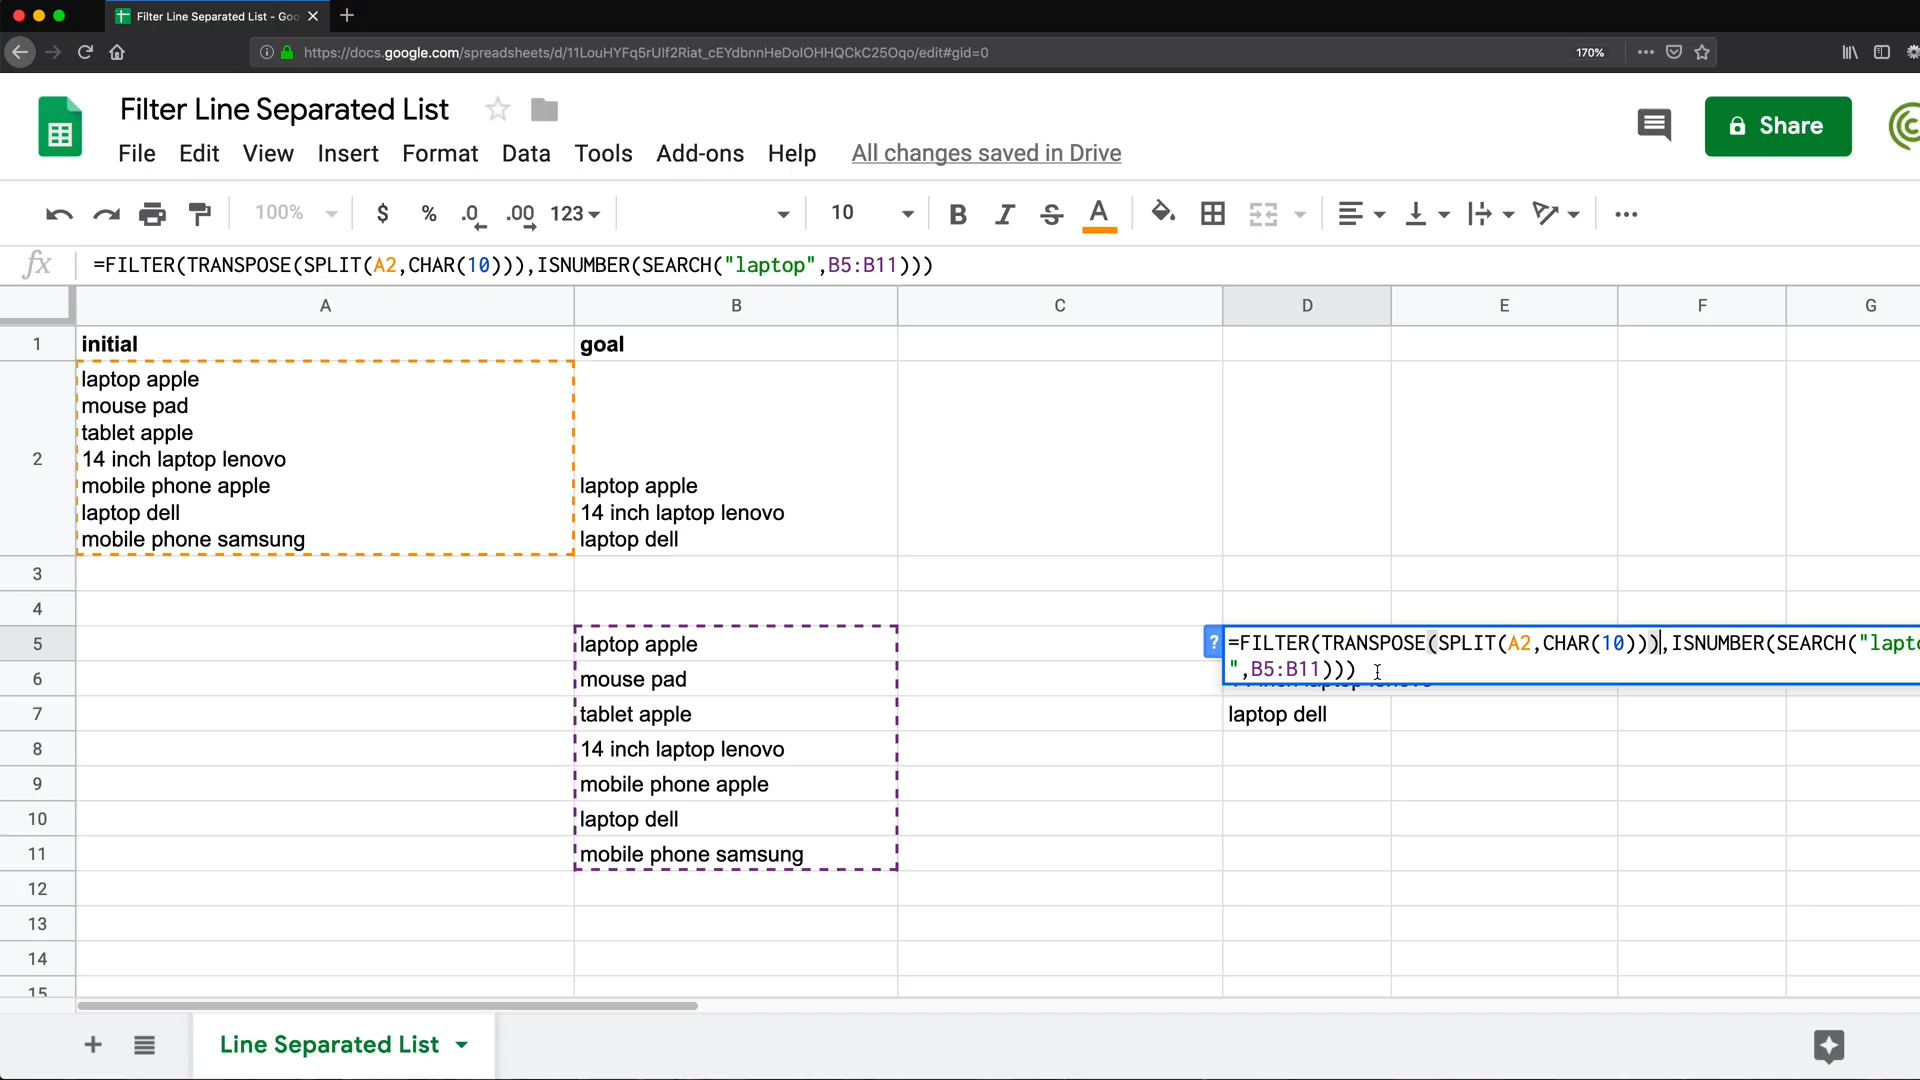 Filter Line Separated List - Goo
https://docs.google.com/spreadsheets/d/11LouHYFq5rUlf2Riat_cEYdbnnHeDoIOHHQCkC25Oqo/edit#gid=0
170%
Filter Line Separated List
File Edit View Insert Format Data Tools Add-ons Help All changes saved in Drive
Share
100% $ % .0 .00 123 10 B I S A
fx =FILTER(TRANSPOSE(SPLIT(A2,CHAR(10))),ISNUMBER(SEARCH("laptop",B5:B11)))
A B C D E F G
1 initial goal
laptop apple
mouse pad
tablet apple
2 14 inch laptop lenovo
mobile phone apple laptop apple
laptop dell 14 inch laptop lenovo
mobile phone samsung laptop dell
3
4
5 laptop apple ? =FILTER(TRANSPOSE(SPLIT(A2,CHAR(10))),ISNUMBER(SEARCH("lapto
6 mouse pad ",B5:B11)))
7 tablet apple laptop dell
8 14 inch laptop lenovo
9 mobile phone apple
10 laptop dell
11 mobile phone samsung
12
13
14
15
Line Separated List